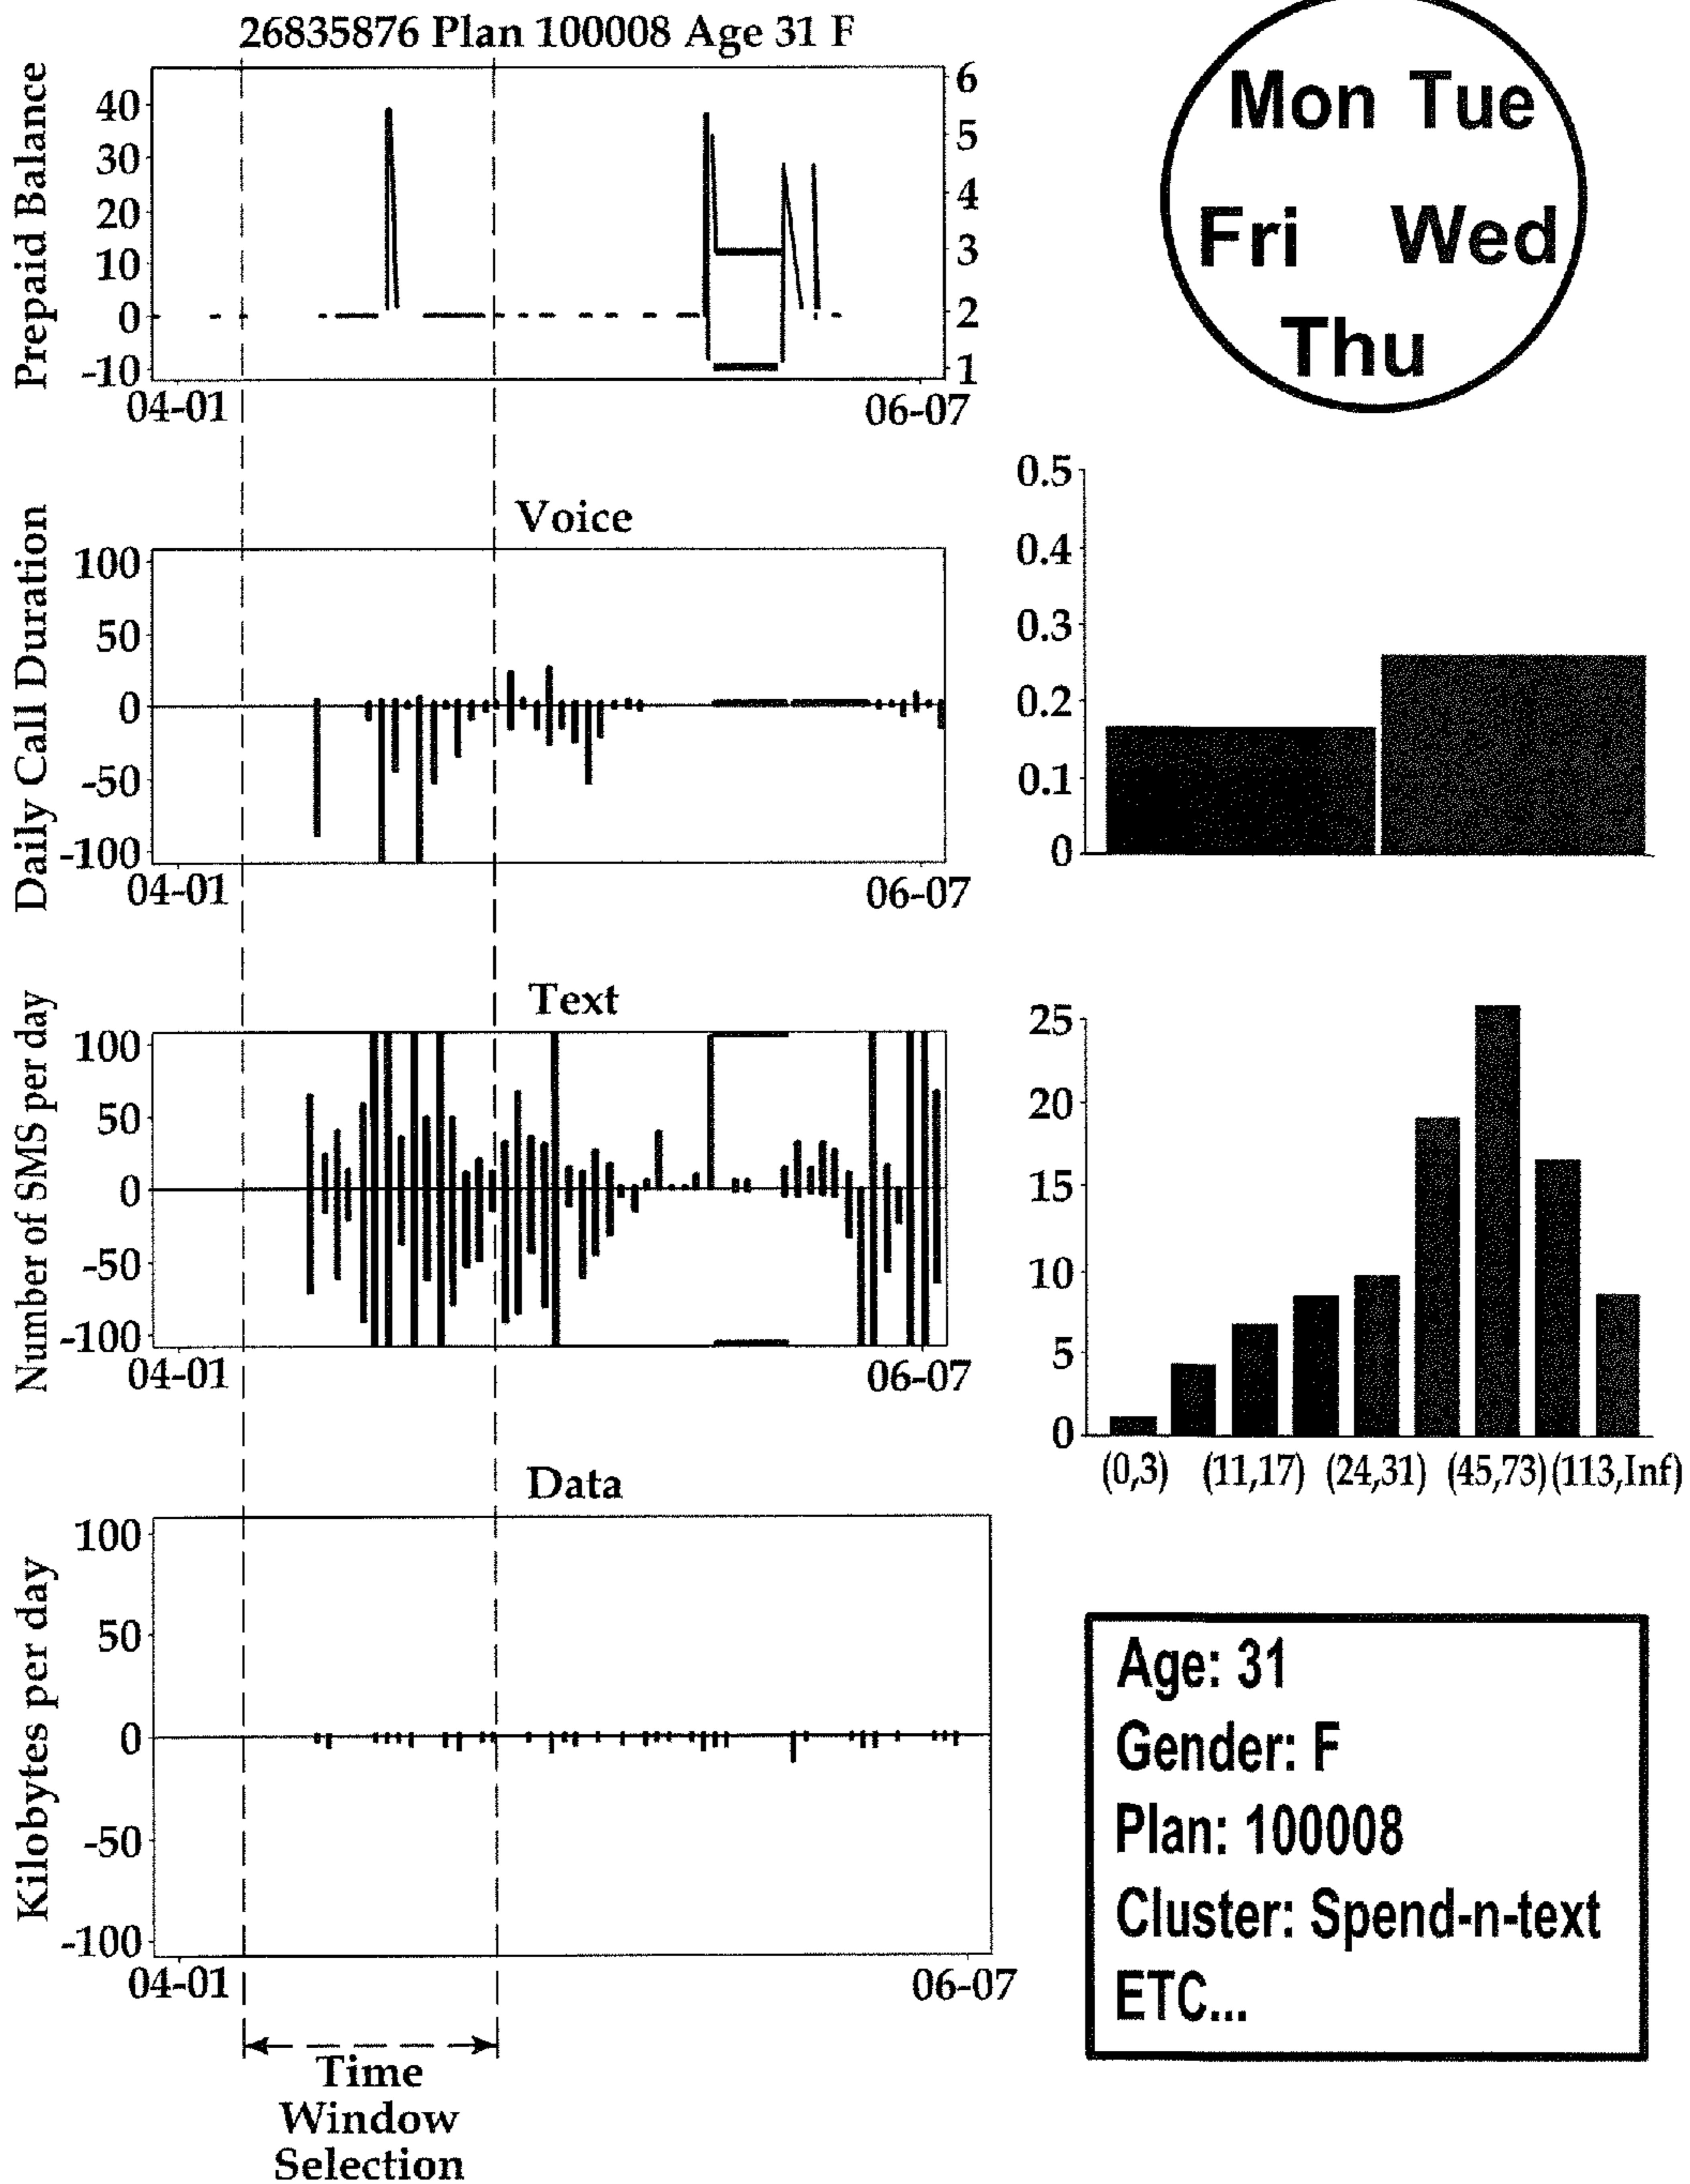 26835876 Plan 100008 Age 31 F
Prepaid Balance
40
30
20
10
0
-10
6
5
4
3
2
1
04-01
06-07
Mon Tue
Fri Wed
Thu
Voice
Daily Call Duration
100
50
0
-50
-100
04-01
06-07
0.5
0.4
0.3
0.2
0.1
0
Text
Number of SMS per day
100
50
0
-50
-100
04-01
06-07
25
20
15
10
5
0
(0,3) (11,17) (24,31) (45,73) (113,Inf)
Data
Kilobytes per day
100
50
0
-50
-100
04-01
06-07
Time
Window
Selection
Age: 31
Gender: F
Plan: 100008
Cluster: Spend-n-text
ETC...